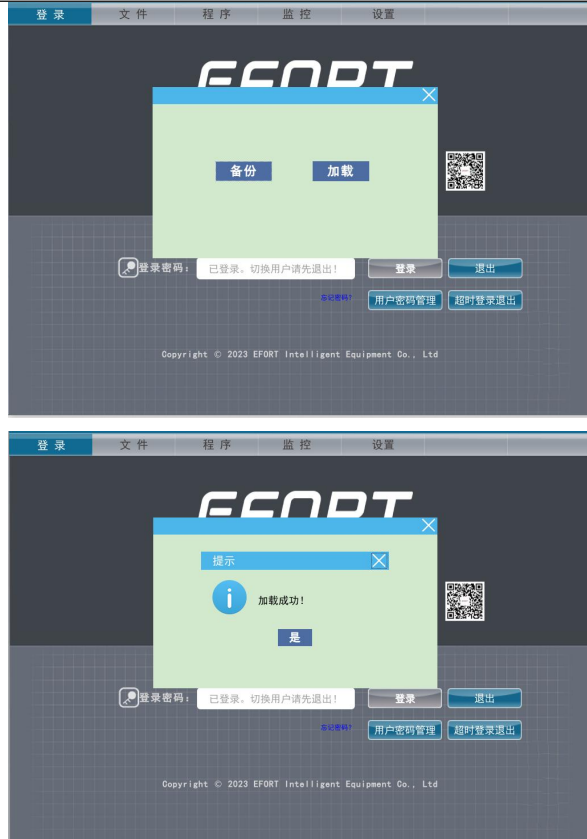 登录 文件 程序 监控 设置
EFORT
备份 加载
登录密码： 已登录。切换用户请先退出！ 登录 退出
忘记密码? 用户密码管理 超时登录退出
Copyright © 2023 EFORT Intelligent Equipment Co., Ltd
登录 文件 程序 监控 设置
EFORT
提示
加载成功！
是
登录密码： 已登录。切换用户请先退出！ 登录 退出
忘记密码? 用户密码管理 超时登录退出
Copyright © 2023 EFORT Intelligent Equipment Co., Ltd